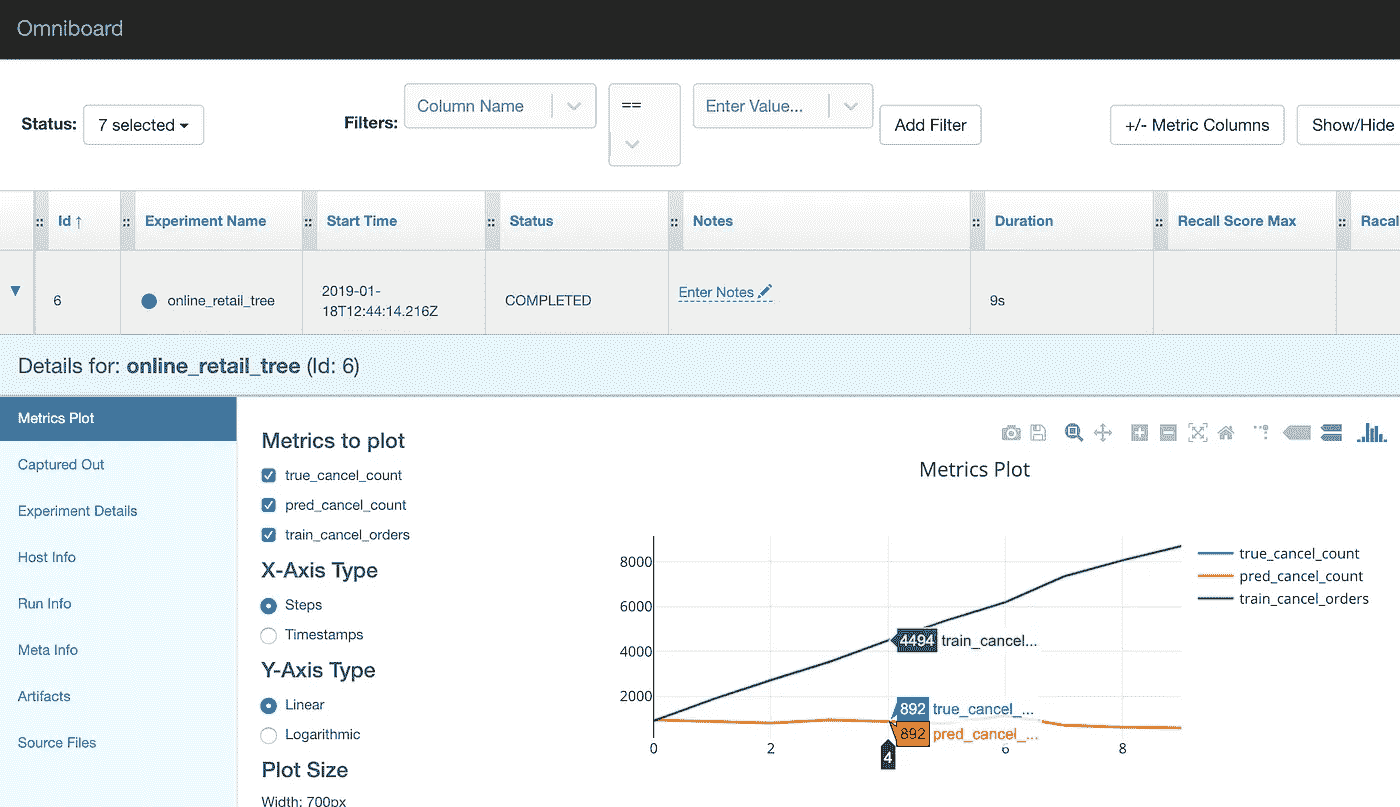 Omniboard
Status: 7 selected Filters: Column Name == Enter Value... Add Filter +/- Metric Columns Show/Hide
Id ↑ Experiment Name Start Time Status Notes Duration Recall Score Max Racal
6 online_retail_tree 2019-01- COMPLETED Enter Notes 9s
18T12:44:14.216Z
Details for: online_retail_tree (Id: 6)
Metrics Plot
Captured Out
Experiment Details
Host Info
Run Info
Meta Info
Artifacts
Source Files
Metrics to plot
true_cancel_count
pred_cancel_count
train_cancel_orders
X-Axis Type
Steps
Timestamps
Y-Axis Type
Linear
Logarithmic
Plot Size
Width: 700px
Metrics Plot
8000
6000
4000
2000
4494 train_cancel...
892 true_cancel_...
892 pred_cancel_...
0 2 4 6 8
true_cancel_count
pred_cancel_count
train_cancel_orders